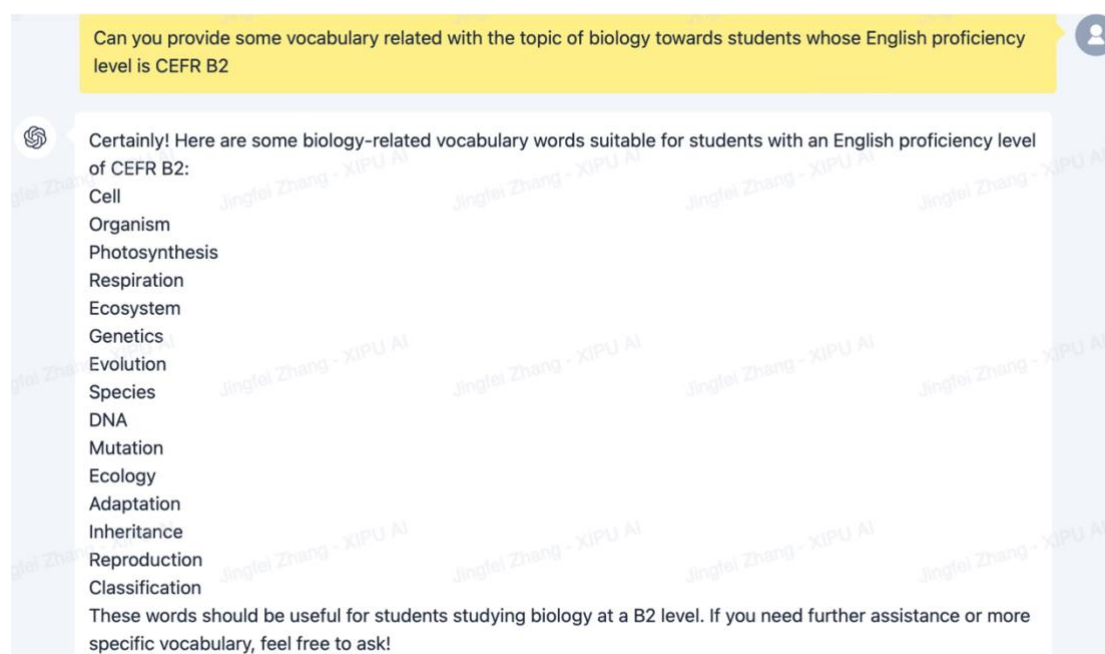 Can you provide some vocabulary related with the topic of biology towards students whose English proficiency
level is CEFR B2
Certainly! Here are some biology-related vocabulary words suitable for students with an English proficiency level
of CEFR B2:
Cell
Organism
Photosynthesis
Respiration
Ecosystem
Genetics
Evolution
Species
DNA
Mutation
Ecology
Adaptation
Inheritance
Reproduction
Classification
These words should be useful for students studying biology at a B2 level. If you need further assistance or more
specific vocabulary, feel free to ask!
Jingfei Zhang - XIPU AI